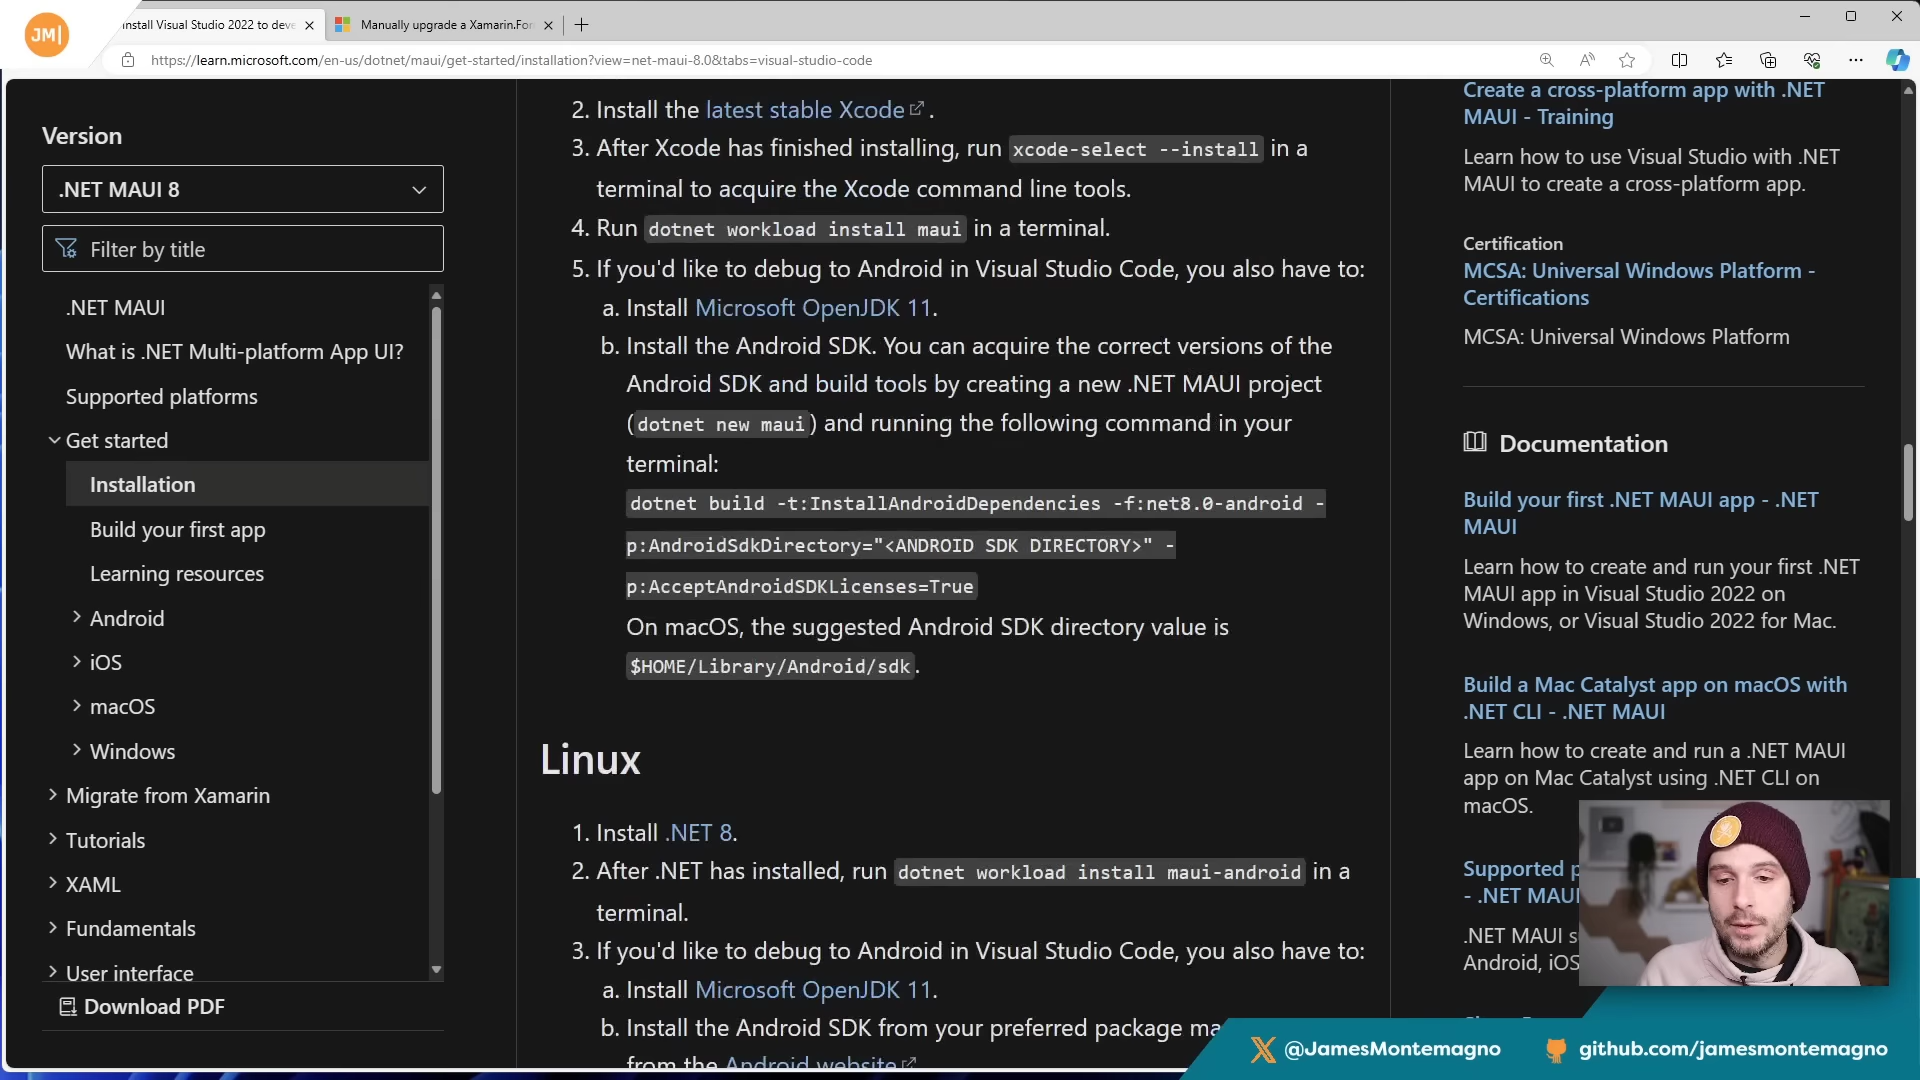 JM|
Install Visual Studio 2022 to deve
Manually upgrade a Xamarin.For
https://learn.microsoft.com/en-us/dotnet/maui/get-started/installation?view=net-maui-8.0&tabs=visual-studio-code
Version
.NET MAUI 8
Filter by title
.NET MAUI
What is .NET Multi-platform App UI?
Supported platforms
Get started
Installation
Build your first app
Learning resources
Android
iOS
macOS
Windows
Migrate from Xamarin
Tutorials
XAML
Fundamentals
User interface
Download PDF
2. Install the latest stable Xcode.
3. After Xcode has finished installing, run xcode-select --install in a
terminal to acquire the Xcode command line tools.
4. Run dotnet workload install maui in a terminal.
5. If you'd like to debug to Android in Visual Studio Code, you also have to:
a. Install Microsoft OpenJDK 11.
b. Install the Android SDK. You can acquire the correct versions of the
Android SDK and build tools by creating a new .NET MAUI project
(dotnet new maui) and running the following command in your
terminal:
dotnet build -t:InstallAndroidDependencies -f:net8.0-android -
p:AndroidSdkDirectory="<ANDROID SDK DIRECTORY>" -
p:AcceptAndroidSDKLicenses=True
On macOS, the suggested Android SDK directory value is
$HOME/Library/Android/sdk.
Linux
1. Install .NET 8.
2. After .NET has installed, run dotnet workload install maui-android in a
terminal.
3. If you'd like to debug to Android in Visual Studio Code, you also have to:
a. Install Microsoft OpenJDK 11.
b. Install the Android SDK from your preferred package ma
from the Android website
Create a cross-platform app with .NET
MAUI - Training
Learn how to use Visual Studio with .NET
MAUI to create a cross-platform app.
Certification
MCSA: Universal Windows Platform -
Certifications
MCSA: Universal Windows Platform
Documentation
Build your first .NET MAUI app - .NET
MAUI
Learn how to create and run your first .NET
MAUI app in Visual Studio 2022 on
Windows, or Visual Studio 2022 for Mac.
Build a Mac Catalyst app on macOS with
.NET CLI - .NET MAUI
Learn how to create and run a .NET MAUI
app on Mac Catalyst using .NET CLI on
macOS.
Supported p
- .NET MAUI
.NET MAUI s
Android, iOS
@JamesMontemagno
github.com/jamesmontemagno